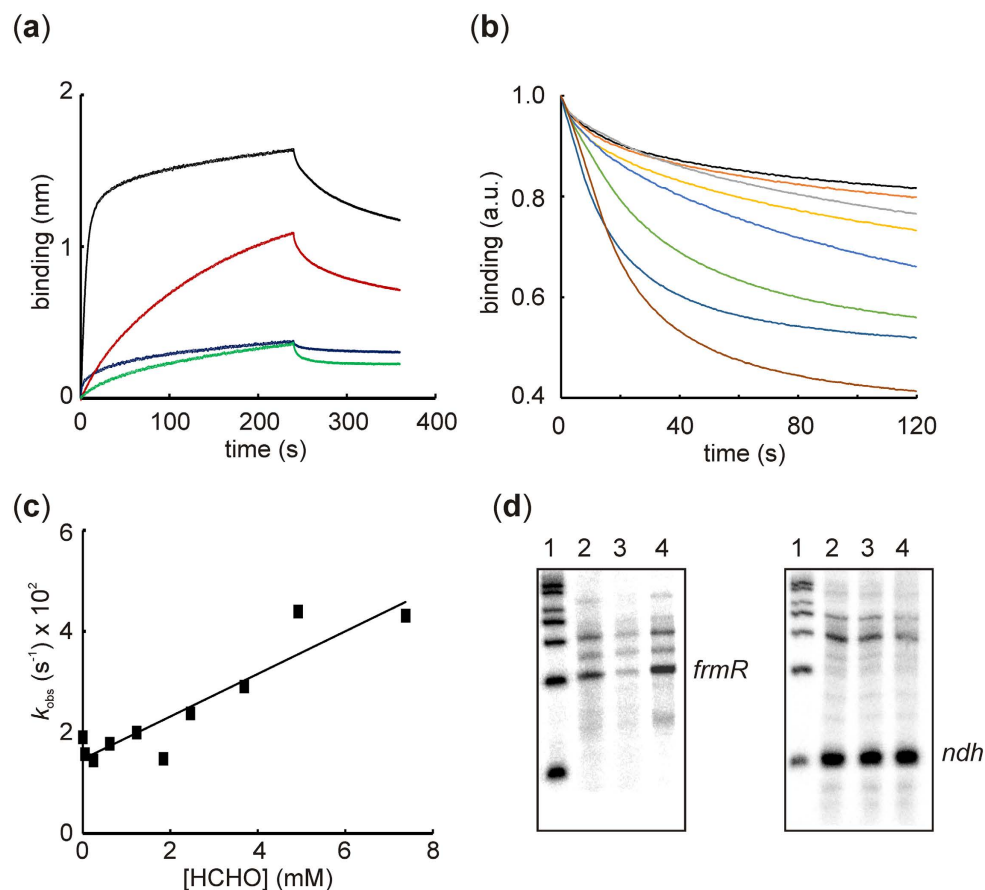 (a)
2
1
0
binding (nm)
0 100 200 300 400
time (s)
(b)
1.0
0.8
0.6
0.4
binding (a.u.)
0 40 80 120
time (s)
(c)
6
4
2
0
k_obs (s⁻¹) x 10²
0 2 4 6 8
[HCHO] (mM)
(d)
1 2 3 4
frmR
1 2 3 4
ndh